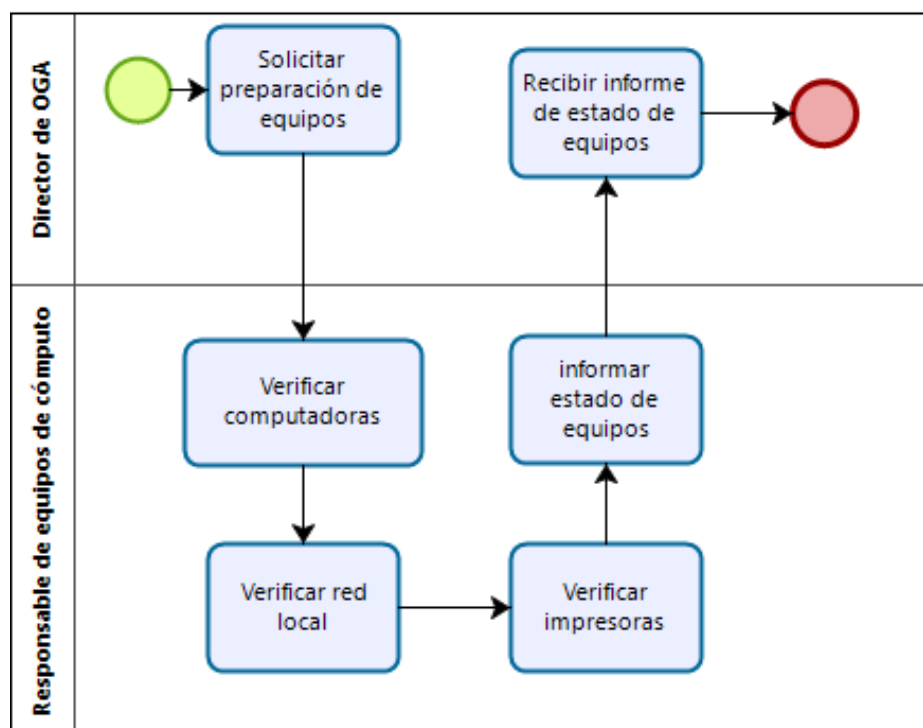 Director de OGA
Solicitar
preparación de
equipos
Recibir informe
de estado de
equipos
Responsable de equipos de cómputo
Verificar
computadoras
informar
estado de
equipos
Verificar red
local
Verificar
impresoras